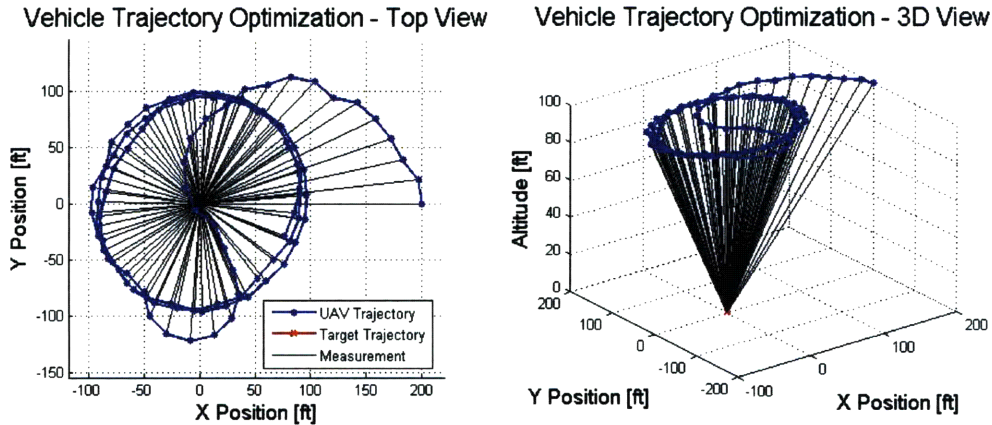 Vehicle Trajectory Optimization - Top View
100
50
0
-50
-100
-150
-100 -50 0 50 100 150 200
Y Position [ft]
X Position [ft]
UAV Trajectory
Target Trajectory
Measurement
Vehicle Trajectory Optimization - 3D View
100
80
60
40
20
0
Altitude [ft]
200
100
0
-100
-200
Y Position [ft]
-100
0
100
200
X Position [ft]